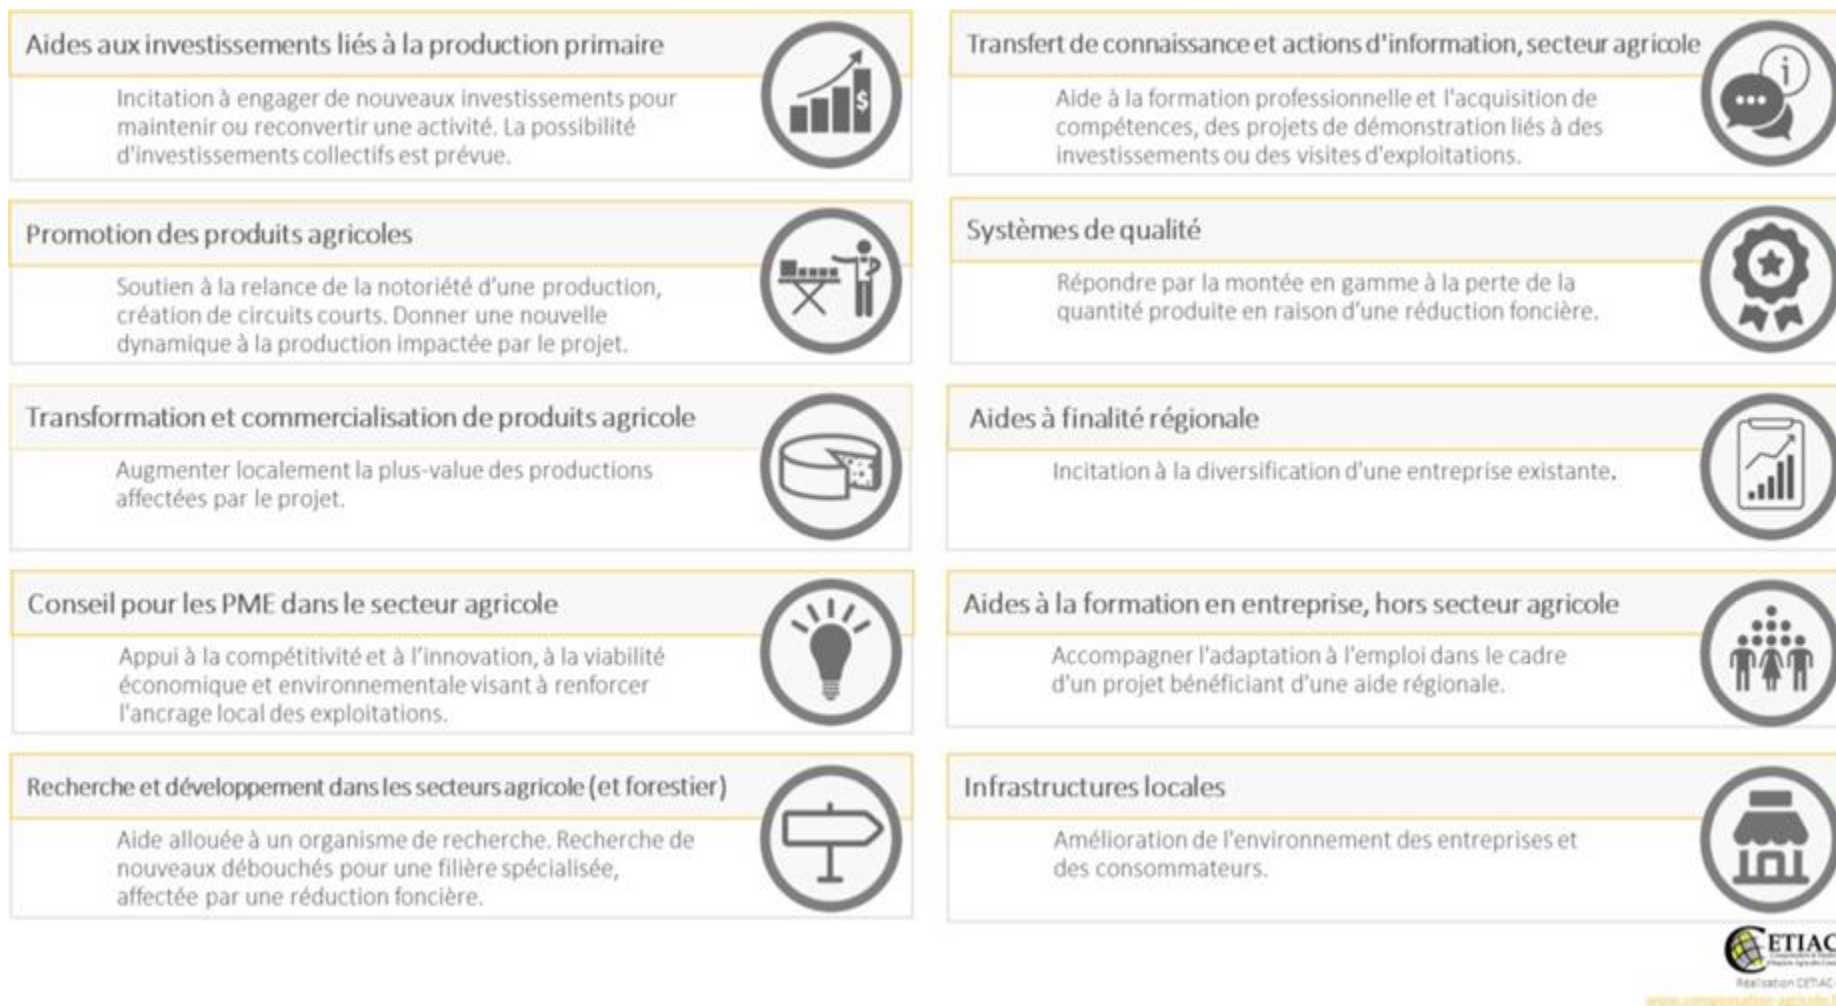 Aides aux investissements liés à la production primaire
Incitation à engager de nouveaux investissements pour
maintenir ou reconvertir une activité. La possibilité
d'investissements collectifs est prévue.
Promotion des produits agricoles
Soutien à la relance de la notoriété d'une production,
création de circuits courts. Donner une nouvelle
dynamique à la production impactée par le projet.
Transformation et commercialisation de produits agricole
Augmenter localement la plus-value des productions
affectées par le projet.
Conseil pour les PME dans le secteur agricole
Appui à la compétitivité et à l'innovation, à la viabilité
économique et environnementale visant à renforcer
l'ancrage local des exploitations.
Recherche et développement dans les secteurs agricole (et forestier)
Aide allouée à un organisme de recherche. Recherche de
nouveaux débouchés pour une filière spécialisée,
affectée par une réduction foncière.
Transfert de connaissance et actions d'information, secteur agricole
Aide à la formation professionnelle et l'acquisition de
compétences, des projets de démonstration liés à des
investissements ou des visites d'exploitations.
Systèmes de qualité
Répondre par la montée en gamme à la perte de la
quantité produite en raison d'une réduction foncière.
Aides à finalité régionale
Incitation à la diversification d'une entreprise existante.
Aides à la formation en entreprise, hors secteur agricole
Accompagner l'adaptation à l'emploi dans le cadre
d'un projet bénéficiant d'une aide régionale.
Infrastructures locales
Amélioration de l'environnement des entreprises et
des consommateurs.
CETIAC
Réalisation CETIAC